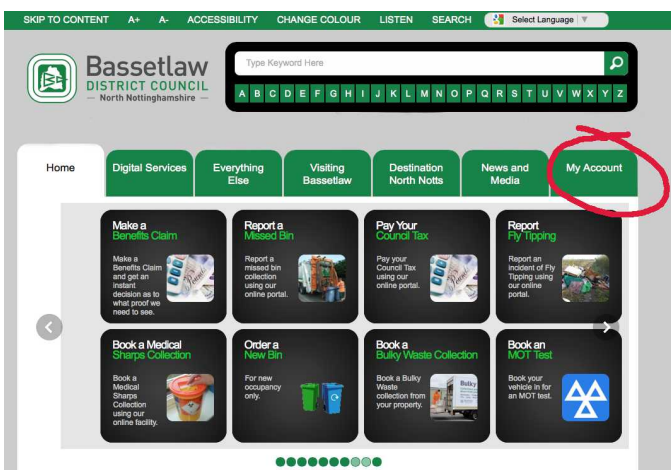 SKIP TO CONTENT A+ A- ACCESSIBILITY CHANGE COLOUR LISTEN SEARCH Select Language ▼
Bassetlaw
DISTRICT COUNCIL
North Nottinghamshire
Type Keyword Here
A B C D E F G H I J K L M N O P Q R S T U V W X Y Z
Home
Digital Services
Everything
Else
Visiting
Bassetlaw
Destination
North Notts
News and
Media
My Account
Make a
Benefits Claim
Make a
Benefits Claim
and get an
instant
decision as to
what proof we
need to see.
Report a
Missed Bin
Report a
missed bin
collection
using our
online portal.
Pay Your
Council Tax
Pay your
Council Tax
using our
online portal.
Report
Fly Tipping
Report an
incident of Fly
Tipping using
our online
portal.
Book a Medical
Sharps Collection
Book a
Medical
Sharps
Collection
using our
online facility.
Order a
New Bin
For new
occupancy
only.
Book a
Bulky Waste Collection
Book a Bulky
Waste
collection from
your property.
Bulky
Book an
MOT Test
Book your
vehicle in for
an MOT test.